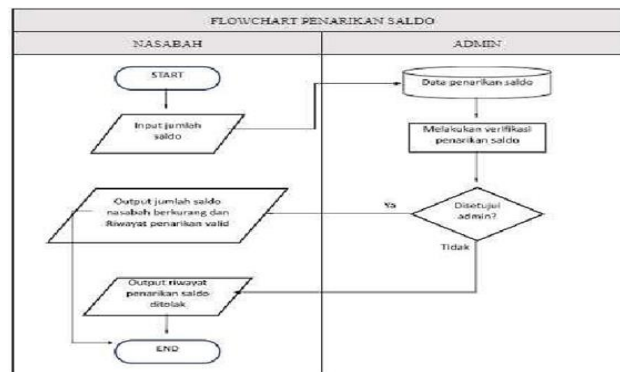 FLOWCHART PENARIKAN SALDO
NASABAH
ADMIN
START
Data penarikan saldo
Input jumlah
saldo
Melakukan verifikasi
penarikan saldo
Output jumlah saldo
nasabah berkurang dan
Riwayat penarikan valid
Ya
Disetujui
admin?
Tidak
Output riwayat
penarikan saldo
ditolak
END